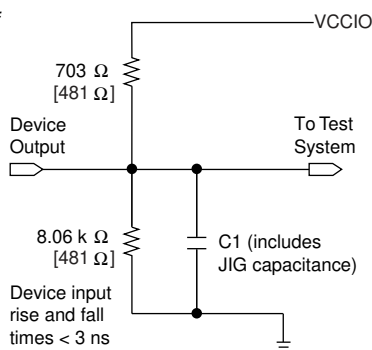 VCCIO
703 Ω
[481 Ω]
Device
Output
To Test
System
8.06 k Ω
[481 Ω]
C1 (includes
JIG capacitance)
Device input
rise and fall
times < 3 ns